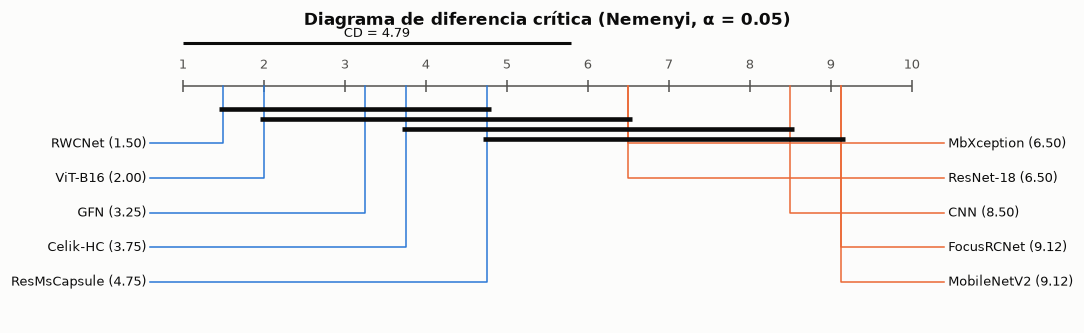 Diagrama de diferencia crítica (Nemenyi, α = 0.05)
CD = 4.79
1 2 3 4 5 6 7 8 9 10
RWCNet (1.50)
MbXception (6.50)
ViT-B16 (2.00)
ResNet-18 (6.50)
GFN (3.25)
CNN (8.50)
Celik-HC (3.75)
FocusRCNet (9.12)
ResMsCapsule (4.75)
MobileNetV2 (9.12)